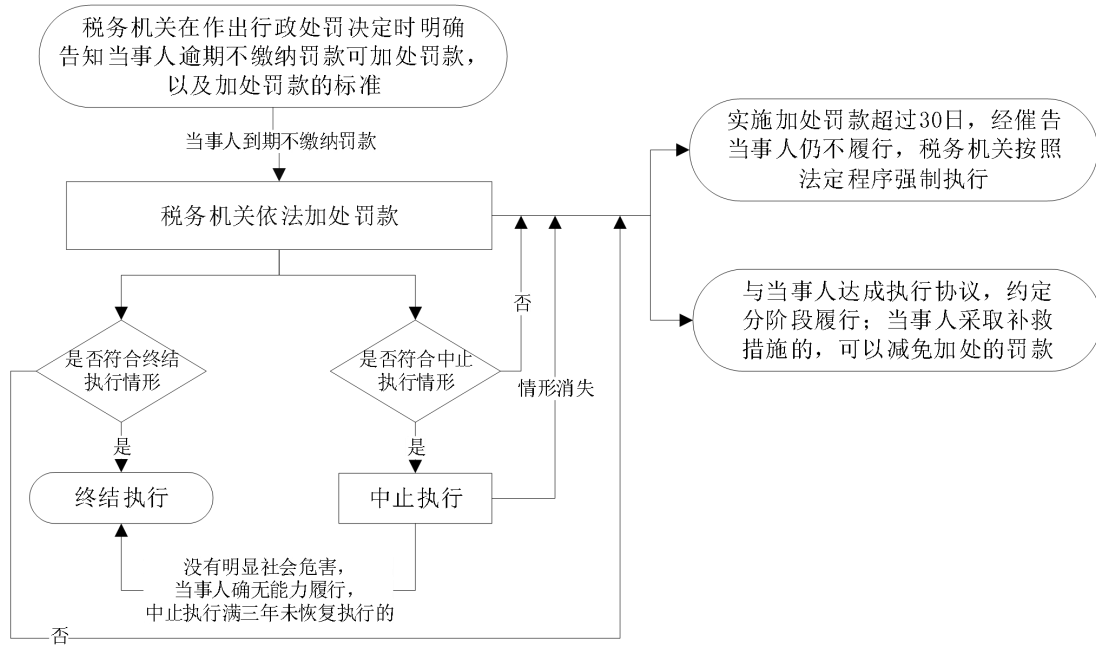 税务机关在作出行政处罚决定时明确
告知当事人逾期不缴纳罚款可加处罚款，
以及加处罚款的标准
当事人到期不缴纳罚款
税务机关依法加处罚款
实施加处罚款超过30日，经催告
当事人仍不履行，税务机关按照
法定程序强制执行
与当事人达成执行协议，约定
分阶段履行；当事人采取补救
措施的，可以减免加处的罚款
否
是否符合终结
执行情形
是否符合中止
执行情形
情形消失
是
是
终结执行
中止执行
没有明显社会危害，
当事人确无能力履行，
中止执行满三年未恢复执行的
否